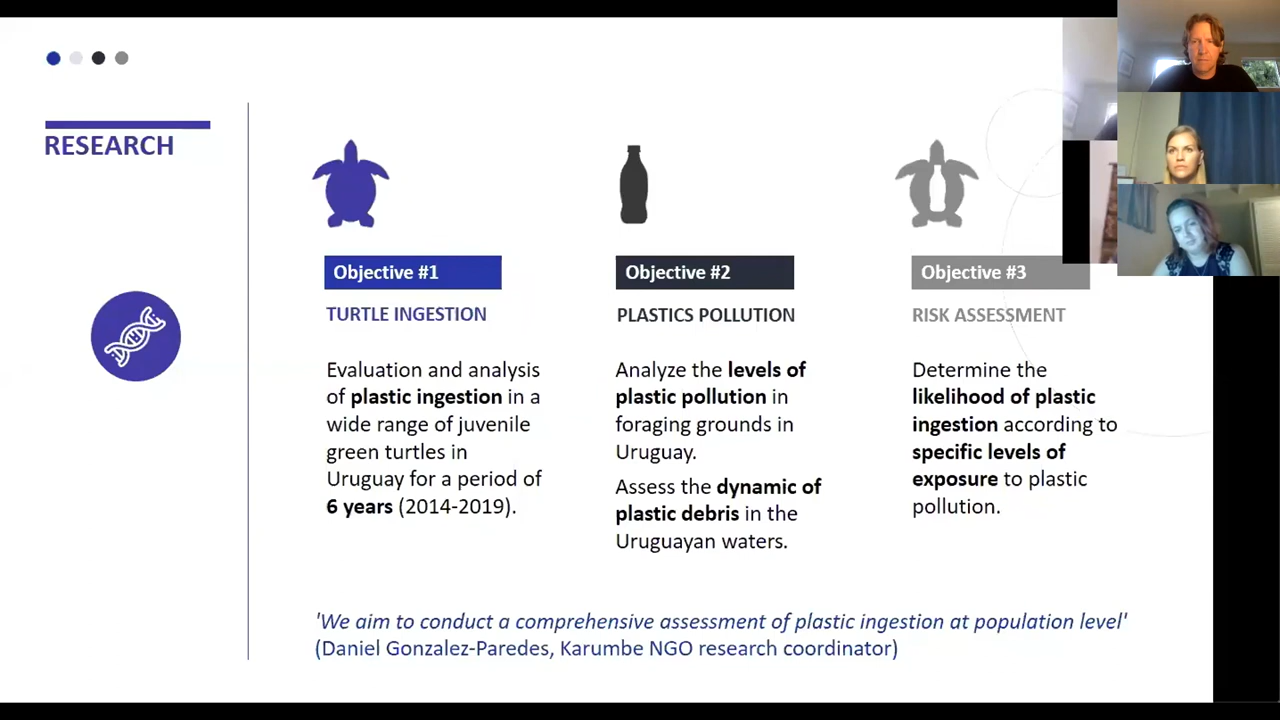 RESEARCH
Objective #1
TURTLE INGESTION
Evaluation and analysis
of plastic ingestion in a
wide range of juvenile
green turtles in
Uruguay for a period of
6 years (2014-2019).
Objective #2
PLASTICS POLLUTION
Analyze the levels of
plastic pollution in
foraging grounds in
Uruguay.
Assess the dynamic of
plastic debris in the
Uruguayan waters.
Objective #3
RISK ASSESSMENT
Determine the
likelihood of plastic
ingestion according to
specific levels of
exposure to plastic
pollution.
'We aim to conduct a comprehensive assessment of plastic ingestion at population level'
(Daniel Gonzalez-Paredes, Karumbe NGO research coordinator)